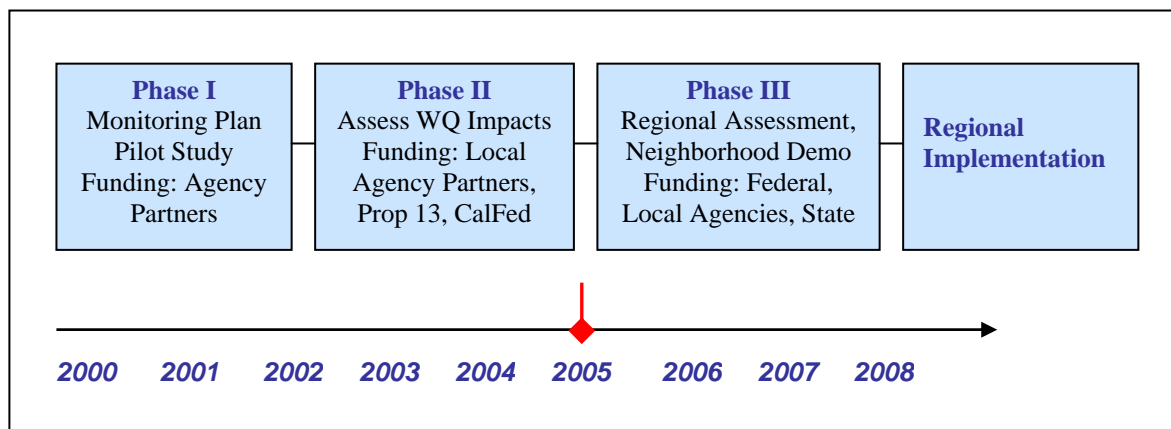 Phase I
Monitoring Plan
Pilot Study
Funding: Agency
Partners
Phase II
Assess WQ Impacts
Funding: Local
Agency Partners,
Prop 13, CalFed
Phase III
Regional Assessment,
Neighborhood Demo
Funding: Federal,
Local Agencies, State
Regional
Implementation
2000 2001 2002 2003 2004 2005 2006 2007 2008